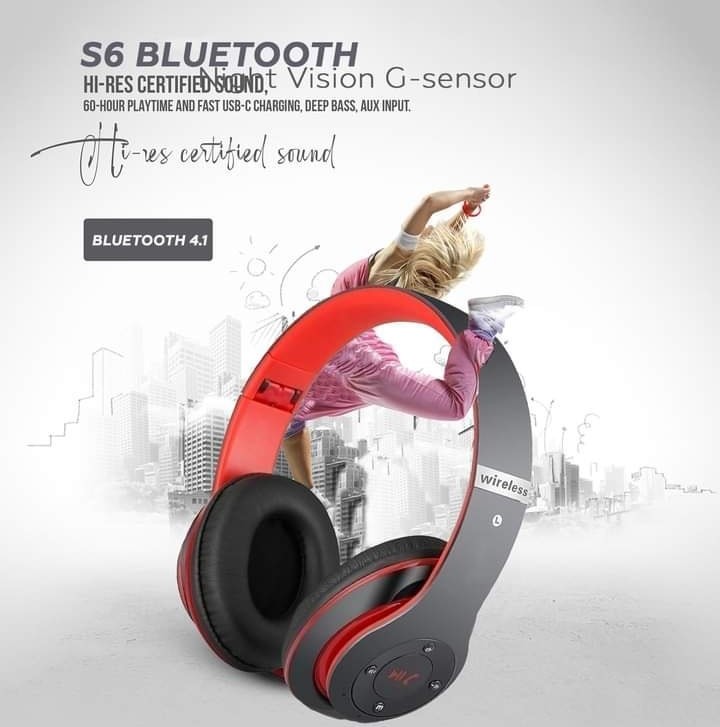 S6 BLUETOOTH
Night Vision G-sensor
HI-RES CERTIFIED SOUND,
60-HOUR PLAYTIME AND FAST USB-C CHARGING, DEEP BASS, AUX INPUT.
Hi-res certified sound
BLUETOOTH 4.1
wireless
L